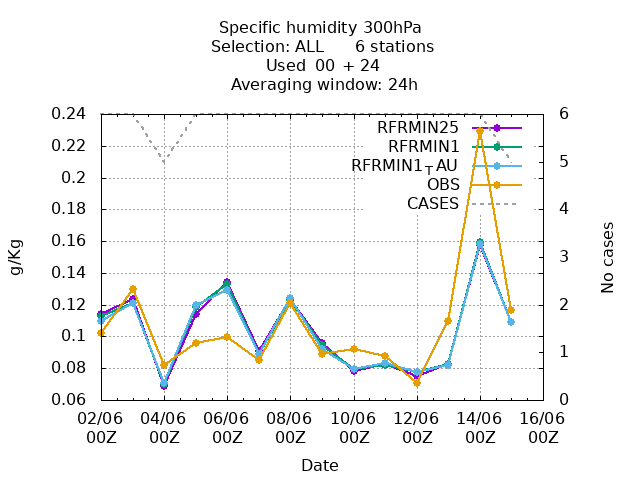 Specific humidity 300hPa
Selection: ALL 6 stations
Used 00 + 24
Averaging window: 24h
0.24
0.22
0.2
0.18
0.16
0.14
0.12
0.1
0.08
0.06
g/Kg
RFRMIN25
RFRMIN1
RFRMIN1TAU
OBS
CASES
6
5
4
3
2
1
0
No cases
02/06 04/06 06/06 08/06 10/06 12/06 14/06 16/06
00Z 00Z 00Z 00Z 00Z 00Z 00Z 00Z
Date